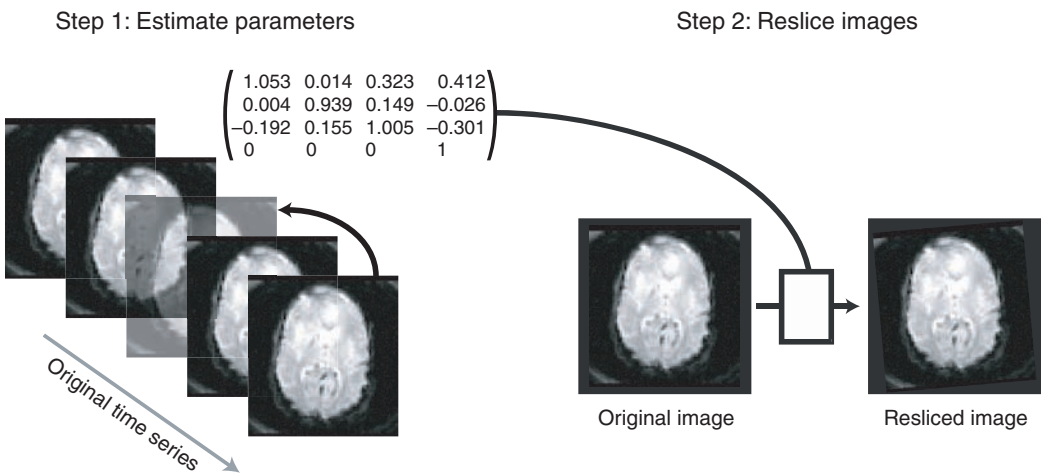 Step 1: Estimate parameters
Step 2: Reslice images
1.053 0.014 0.323 0.412
0.004 0.939 0.149 –0.026
–0.192 0.155 1.005 –0.301
0 0 0 1
Original time series
Original image
Resliced image